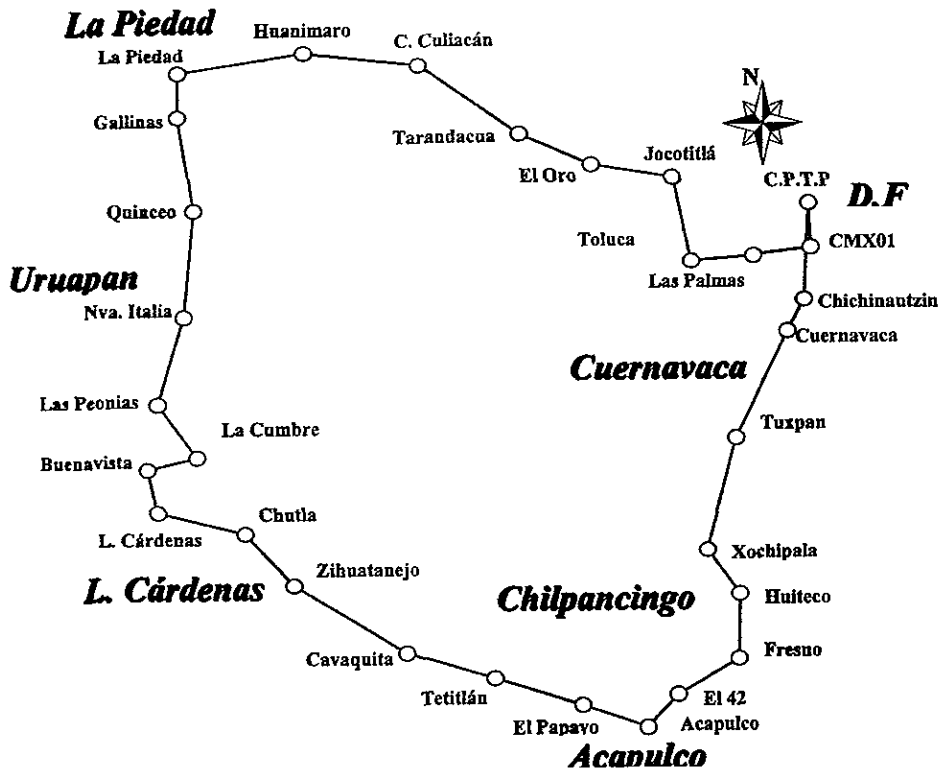 La Piedad
Huanimaro
C. Culiacán
La Piedad
N
Gallinas
Tarandacua
Jocotitlá
El Oro
C.P.T.P
D.F
Quinceo
Toluca
CMX01
Uruapan
Las Palmas
Chichinautzin
Nva. Italia
Cuernavaca
Cuernavaca
Las Peonias
La Cumbre
Tuxpan
Buenavista
Chutla
L. Cárdenas
Xochipala
Zihuatanejo
L. Cárdenas
Chilpancingo
Huiteco
Fresno
Cavaquita
Tetitlán
El 42
El Papayo
Acapulco
Acapulco